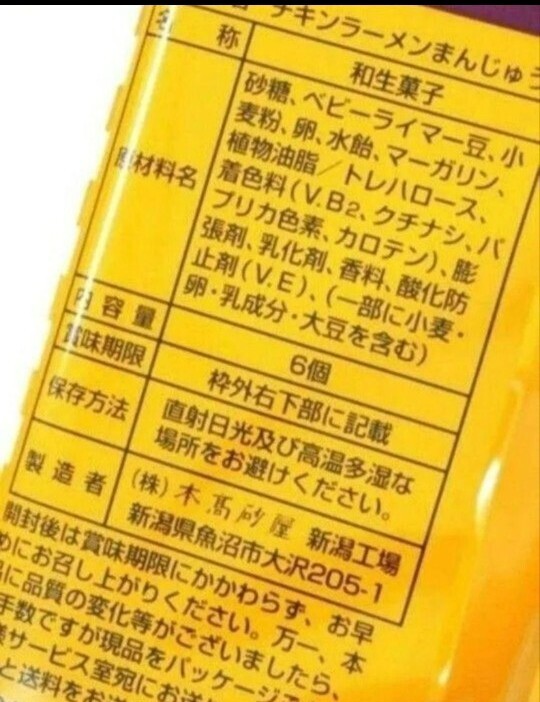 チキンラーメンまんじゅう
名 称 和生菓子
原材料名
砂糖、ベビーライマー豆、小
麦粉、卵、水飴、マーガリン、
植物油脂／トレハロース、
着色料(V.B2、クチナシ、パ
プリカ色素、カロテン)、膨
張剤、乳化剤、香料、酸化防
止剤(V.E)、(一部に小麦・
卵・乳成分・大豆を含む)
内 容 量 6個
賞味期限 枠外右下部に記載
保存方法
直射日光及び高温多湿な
場所をお避けください。
製 造 者
(株)本髙砂屋 新潟工場
新潟県魚沼市大沢205-1
開封後は賞味期限にかかわらず、お早
めにお召し上がりください。万一、本
品に品質の変化等がございましたら、
手数ですが現品をパッケージ
サービス室宛にお送
と送料をお送